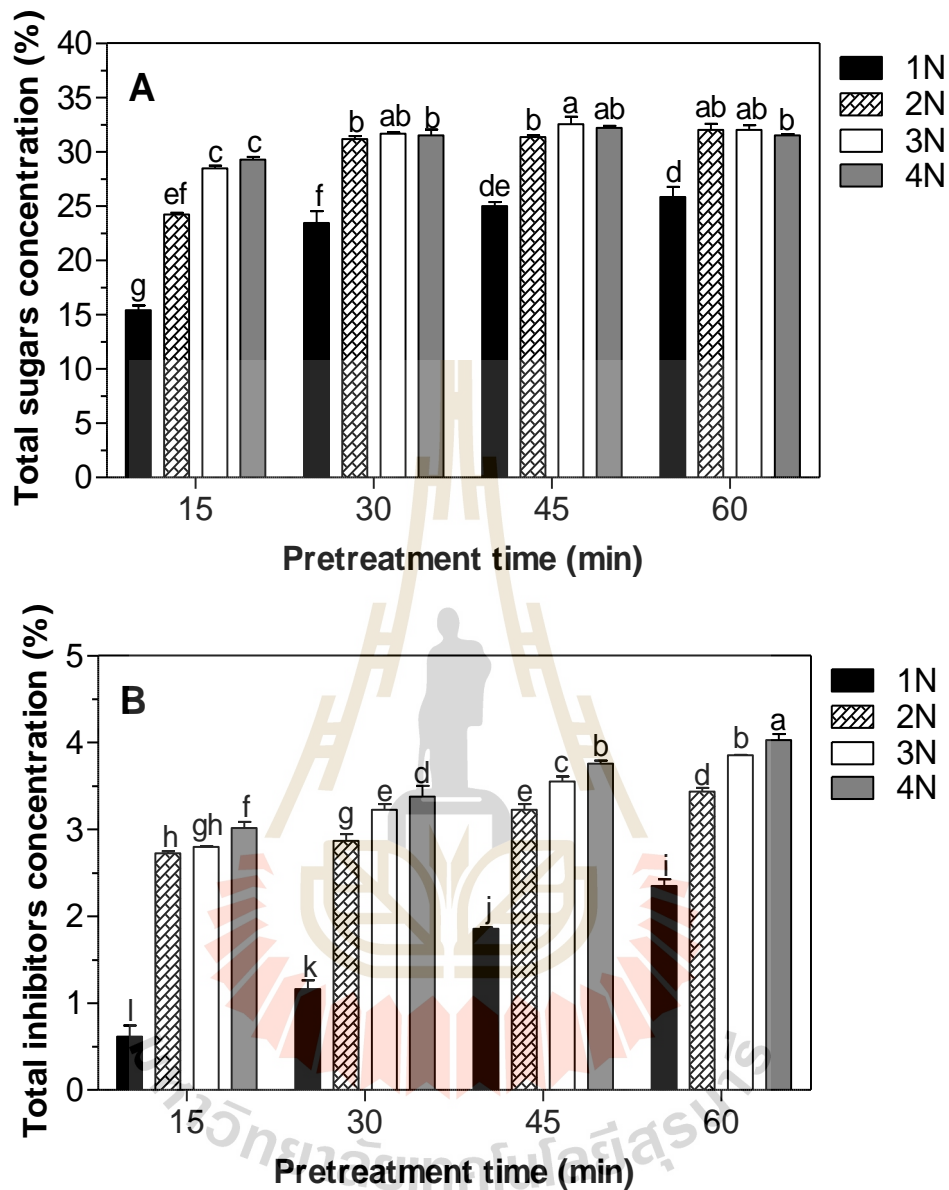 Total sugars concentration (%)
40
35
30
25
20
15
10
5
0
A
g
ef
c
c
f
b
ab
b
de
b
a
ab
d
ab
ab
b
1N
2N
3N
4N
15
30
45
60
Pretreatment time (min)
Total inhibitors concentration (%)
5
4
3
2
1
0
B
l
h
gh
f
k
g
e
d
j
e
c
b
i
d
b
a
1N
2N
3N
4N
15
30
45
60
Pretreatment time (min)